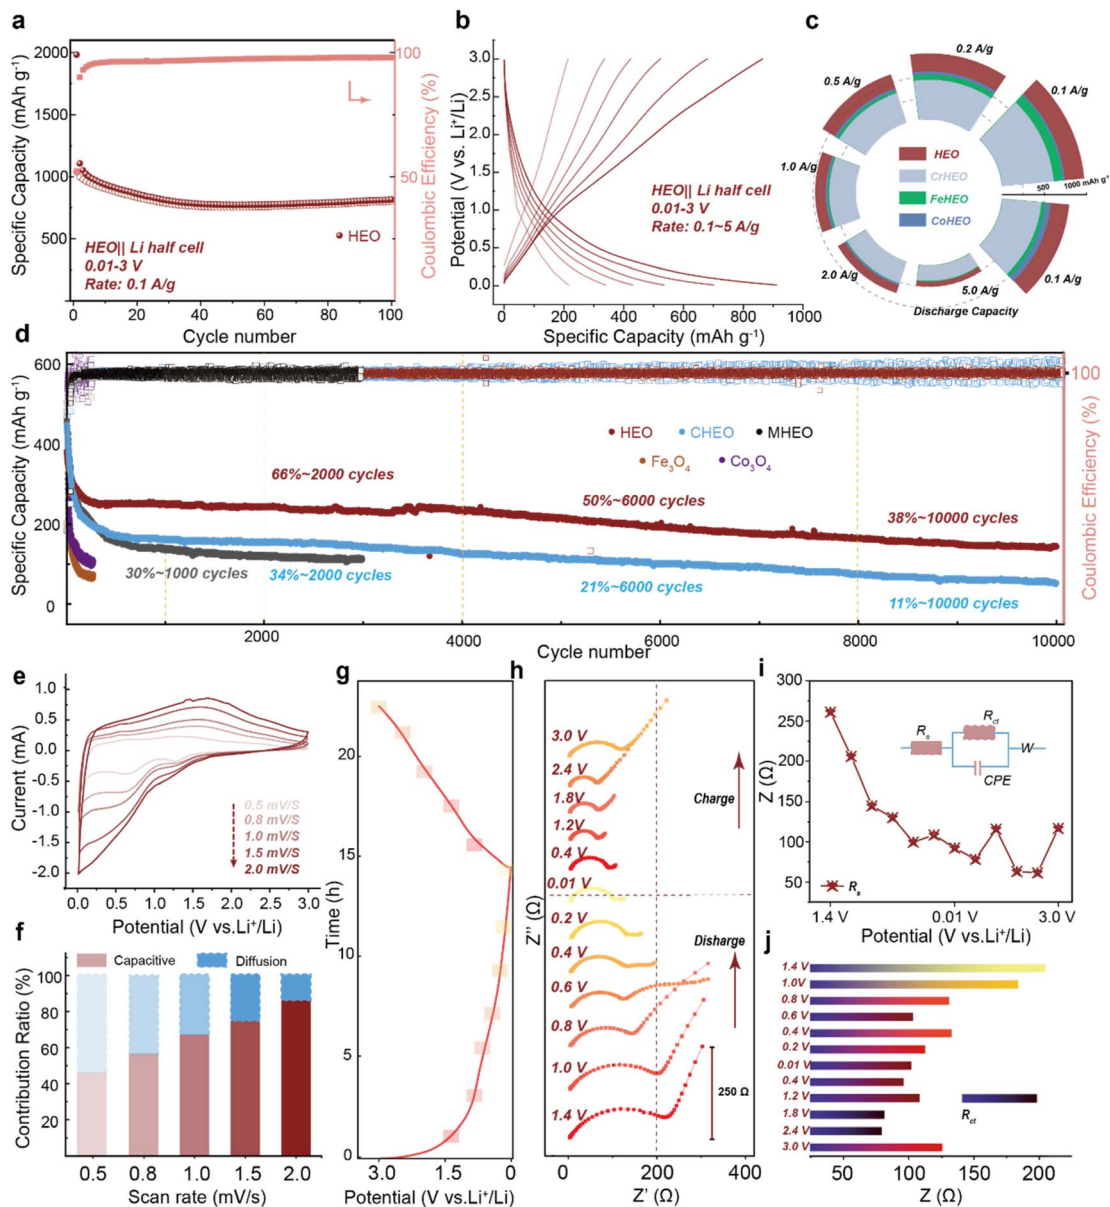 a
Specific Capacity (mAh g⁻¹)
2000
1500
1000
500
100
50
Coulombic Efficiency (%)
HEO
HEO|| Li half cell
0.01-3 V
Rate: 0.1 A/g
0 20 40 60 80 100
Cycle number
b
Potential (V vs. Li⁺/Li)
3.0
2.5
2.0
1.5
1.0
0.5
0.0
HEO|| Li half cell
0.01-3 V
Rate: 0.1~5 A/g
0 200 400 600 800 1000
Specific Capacity (mAh g⁻¹)
c
0.2 A/g
0.5 A/g
0.1 A/g
1.0 A/g
HEO
CrHEO
FeHEO
CoHEO
500 1000 mAh g⁻¹
2.0 A/g
5.0 A/g
0.1 A/g
Discharge Capacity
d
Specific Capacity (mAh g⁻¹)
600
400
200
0
100
Coulombic Efficiency (%)
HEO CHEO MHEO
Fe₃O₄ Co₃O₄
66%~2000 cycles
50%~6000 cycles
38%~10000 cycles
30%~1000 cycles
34%~2000 cycles
21%~6000 cycles
11%~10000 cycles
2000 4000 6000 8000 10000
Cycle number
e
Current (mA)
1.0
0.5
0.0
-0.5
-1.0
-1.5
-2.0
0.5 mV/S
0.8 mV/S
1.0 mV/S
1.5 mV/S
2.0 mV/S
0.0 0.5 1.0 1.5 2.0 2.5 3.0
Potential (V vs.Li⁺/Li)
f
Contribution Ratio (%)
Capacitive Diffusion
100
80
60
40
20
0.5 0.8 1.0 1.5 2.0
Scan rate (mV/s)
g
Time (h)
20
15
10
5
0
3.0 1.5 0
Potential (V vs.Li⁺/Li)
h
Z'' (Ω)
3.0 V
2.4 V
1.8 V
1.2 V
0.4 V
0.01 V
0.2 V
0.4 V
0.6 V
0.8 V
1.0 V
1.4 V
Charge
Disharge
250 Ω
0 200 400
Z' (Ω)
i
Z (Ω)
300
250
200
150
100
50
Rₛ
R_ct
CPE
W
Rₛ
1.4 V 0.01 V 3.0 V
Potential (V vs.Li⁺/Li)
j
1.4 V
1.0V
0.8 V
0.6 V
0.4 V
0.2 V
0.01 V
0.4 V
1.2 V
1.8 V
2.4 V
3.0 V
R_ct
50 100 150 200
Z (Ω)